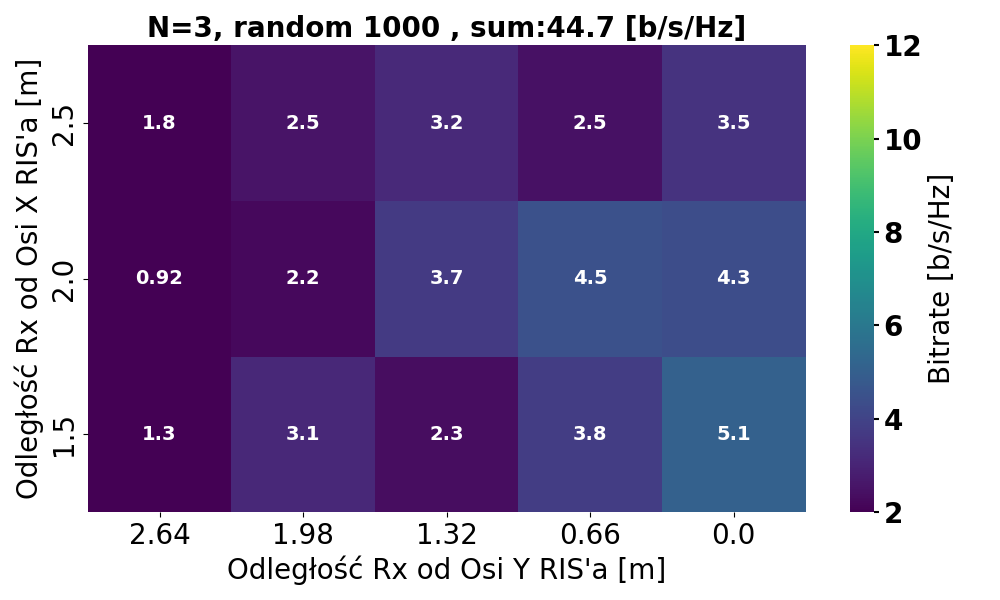 N=3, random 1000 , sum:44.7 [b/s/Hz]
Odległość Rx od Osi X RIS'a [m]
2.5
1.8 2.5 3.2 2.5 3.5
2.0
0.92 2.2 3.7 4.5 4.3
1.5
1.3 3.1 2.3 3.8 5.1
2.64 1.98 1.32 0.66 0.0
Odległość Rx od Osi Y RIS'a [m]
12
10
8
6
4
2
Bitrate [b/s/Hz]